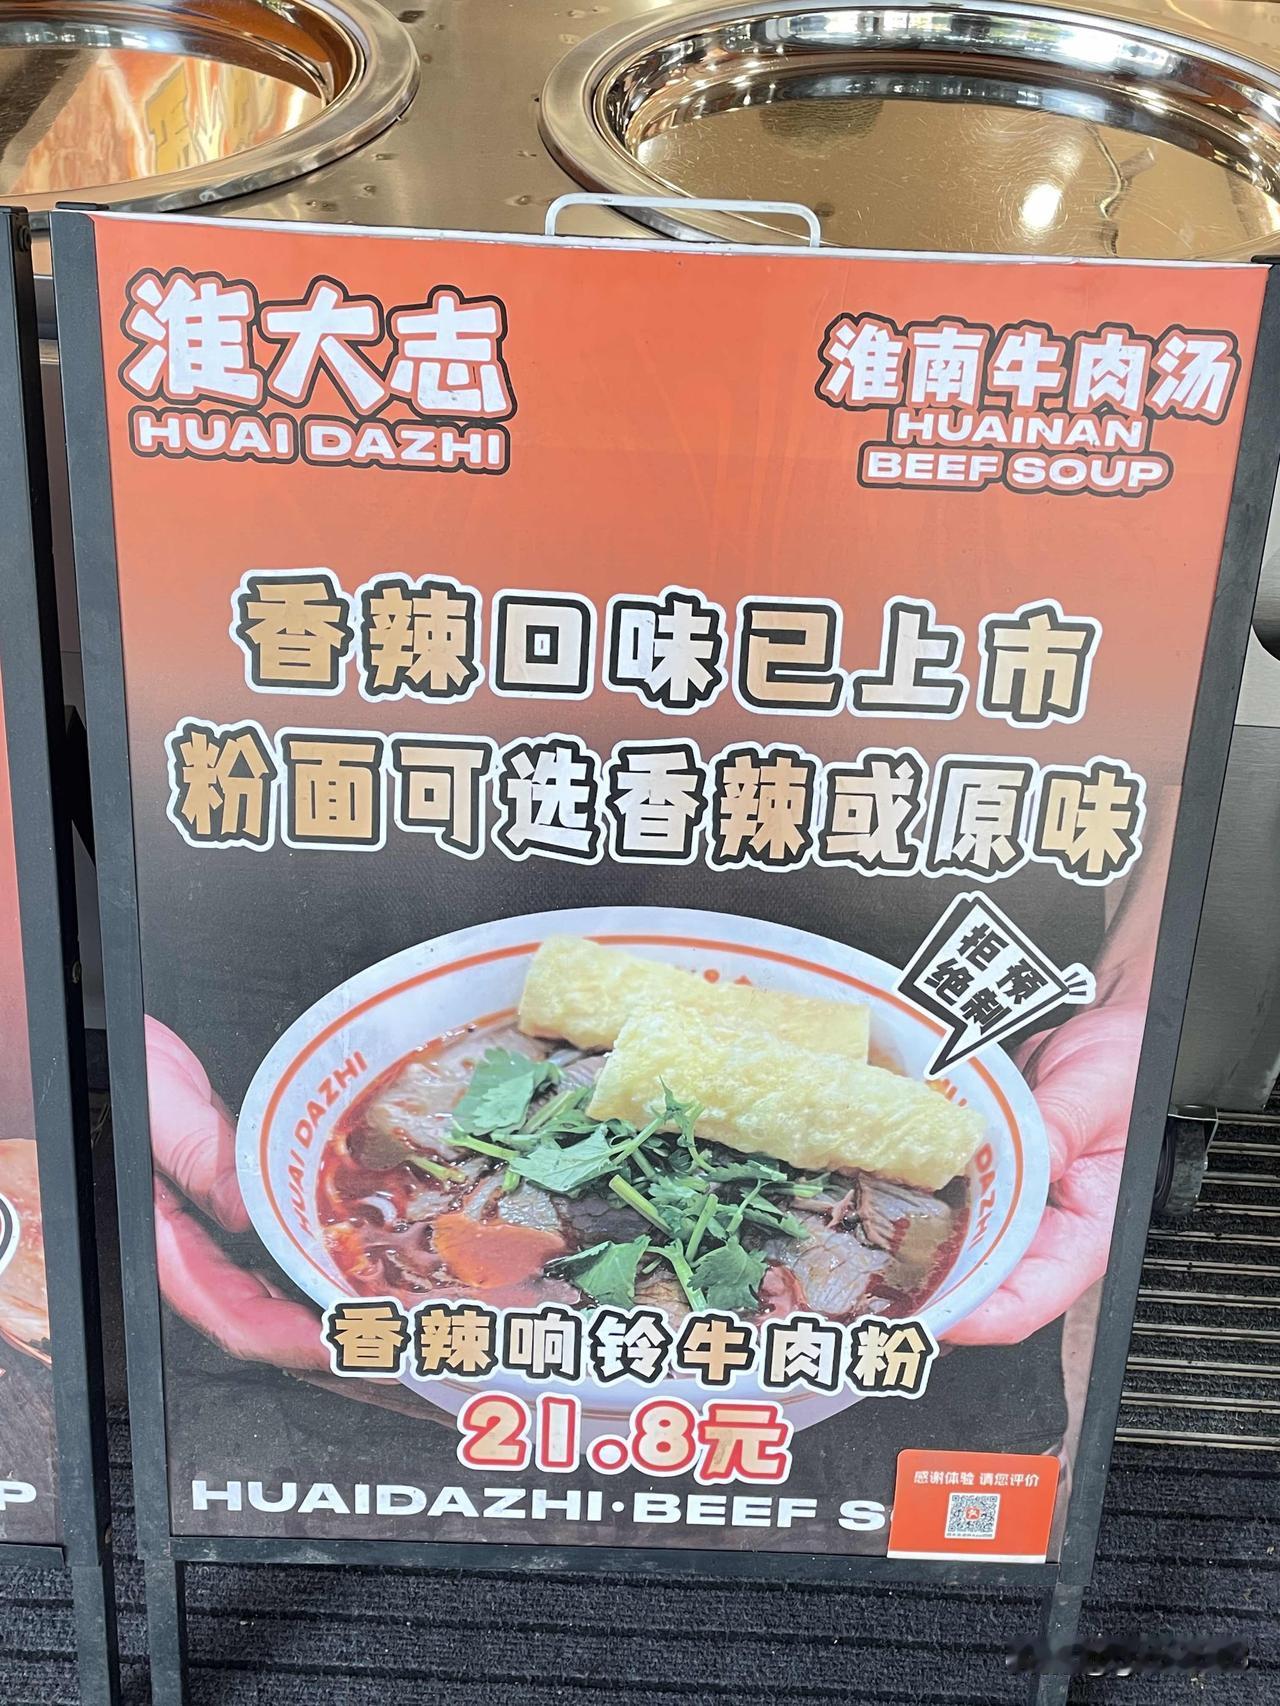 淮大志
HUAI DAZHI
淮南牛肉汤
HUAINAN
BEEF SOUP
香辣口味已上市
粉面可选香辣或原味
拒绝
预制
HUAI DAZHI
DAZHI
香辣响铃牛肉粉
21.8元
HUAIDAZHI·BEEF S
感谢体验 请您评价
P